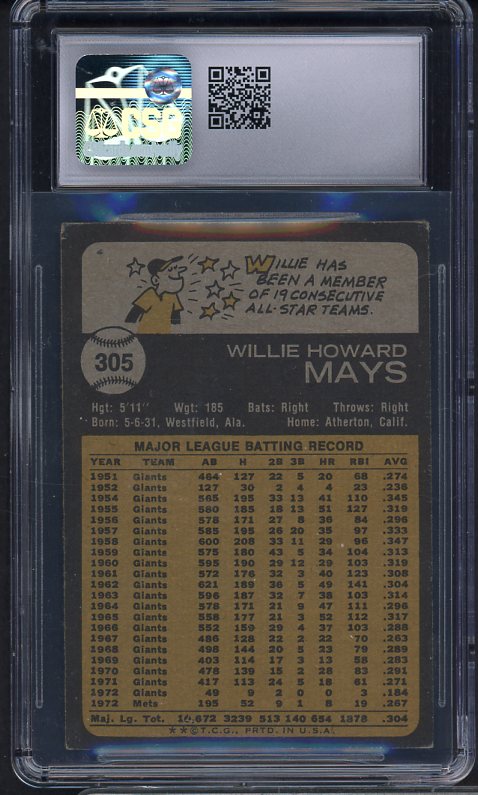 CSG
WILLIE HAS
BEEN A MEMBER
OF 19 CONSECUTIVE
ALL-STAR TEAMS.
305
WILLIE HOWARD
MAYS
Hgt: 5'11" Wgt: 185 Bats: Right Throws: Right
Born: 5-6-31, Westfield, Ala. Home: Atherton, Calif.
MAJOR LEAGUE BATTING RECORD
YEAR TEAM AB H 2B 3B HR RBI AVG
1951 Giants 464 127 22 5 20 68 .274
1952 Giants 127 30 2 4 4 23 .236
1954 Giants 565 195 33 13 41 110 .345
1955 Giants 580 185 18 13 51 127 .319
1956 Giants 578 171 27 8 36 84 .296
1957 Giants 585 195 26 20 35 97 .333
1958 Giants 600 208 33 11 29 96 .347
1959 Giants 575 180 43 5 34 104 .313
1960 Giants 595 190 29 12 29 103 .319
1961 Giants 572 176 32 3 40 123 .308
1962 Giants 621 189 36 5 49 141 .304
1963 Giants 596 187 32 7 38 103 .314
1964 Giants 578 171 21 9 47 111 .296
1965 Giants 558 177 21 3 52 112 .317
1966 Giants 552 159 29 4 37 103 .288
1967 Giants 486 128 22 2 22 70 .263
1968 Giants 498 144 20 5 23 79 .289
1969 Giants 403 114 17 3 13 58 .283
1970 Giants 478 139 15 2 28 83 .291
1971 Giants 417 113 24 5 18 81 .271
1972 Giants 49 9 2 0 0 3 .184
1972 Mets 195 52 9 1 8 19 .267
Maj. Lg. Tot. 10,672 3239 513 140 654 1878 .304
**©T.C.G., PRTD. IN U.S.A.